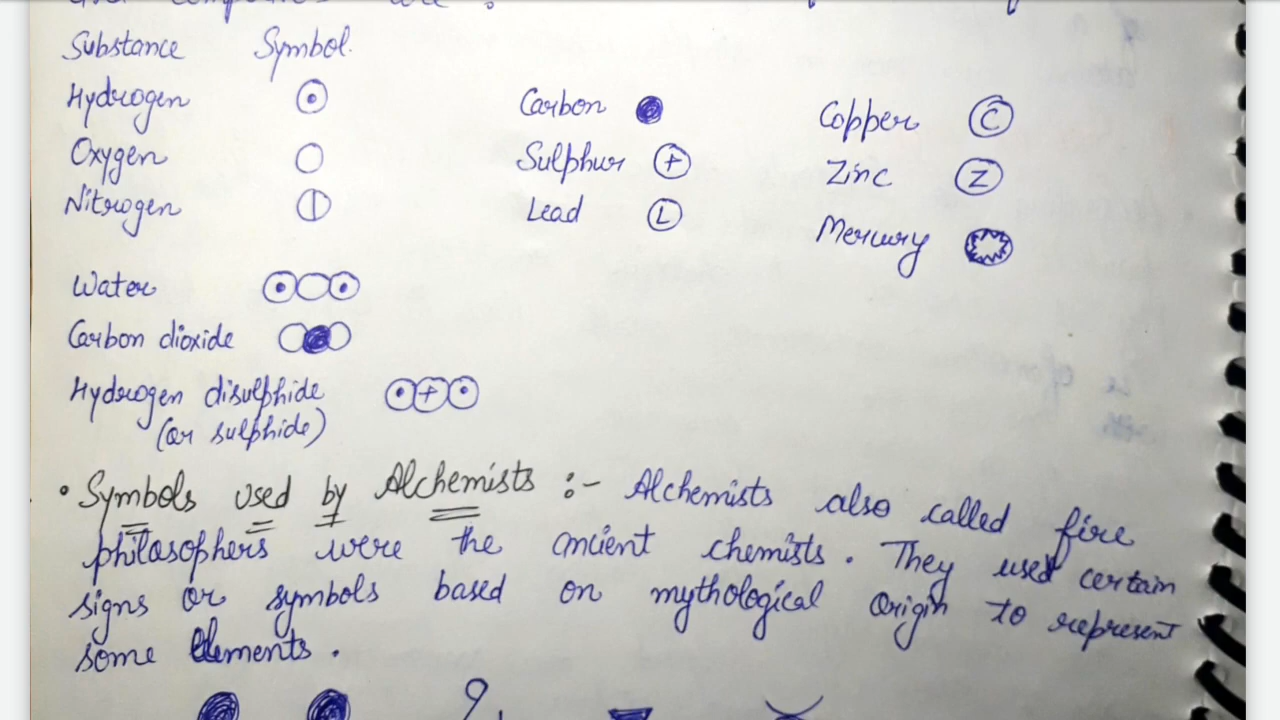 Substance Symbol.
Hydrogen
Oxygen
Nitrogen
Carbon
Sulphur +
Lead L
Copper C
Zinc Z
Mercury
Water
Carbon dioxide
Hydrogen disulphide +
(or sulphide)
• Symbols used by Alchemists :- Alchemists also called fire
philosophers were the ancient chemists. They used certain
signs or symbols based on mythological origin to represent
some elements.